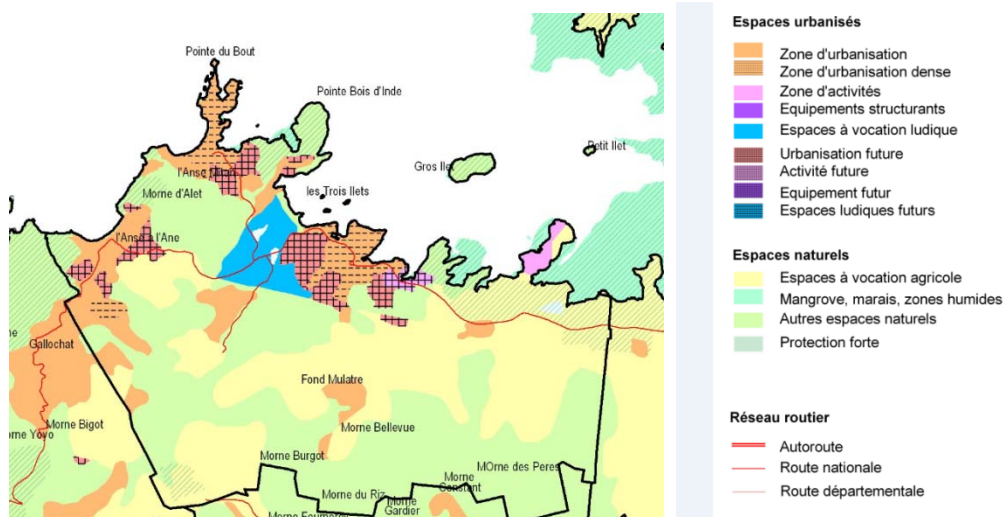 Pointe du Bout
Pointe Bois d'Inde
Petit Ilet
Gros Ilet
l'Anse Mitan
les Trois Ilets
Morne d'Alet
l'Anse à l'Ane
Gallochat
Fond Mulatre
Morne Bigot
Morne Bellevue
Morne Burgot
MOrne des Peres
Morne
Constant
Morne du Riz
Morne
Gardier
Espaces urbanisés
Zone d'urbanisation
Zone d'urbanisation dense
Zone d'activités
Equipements structurants
Espaces à vocation ludique
Urbanisation future
Activité future
Equipement futur
Espaces ludiques futurs
Espaces naturels
Espaces à vocation agricole
Mangrove, marais, zones humides
Autres espaces naturels
Protection forte
Réseau routier
Autoroute
Route nationale
Route départementale